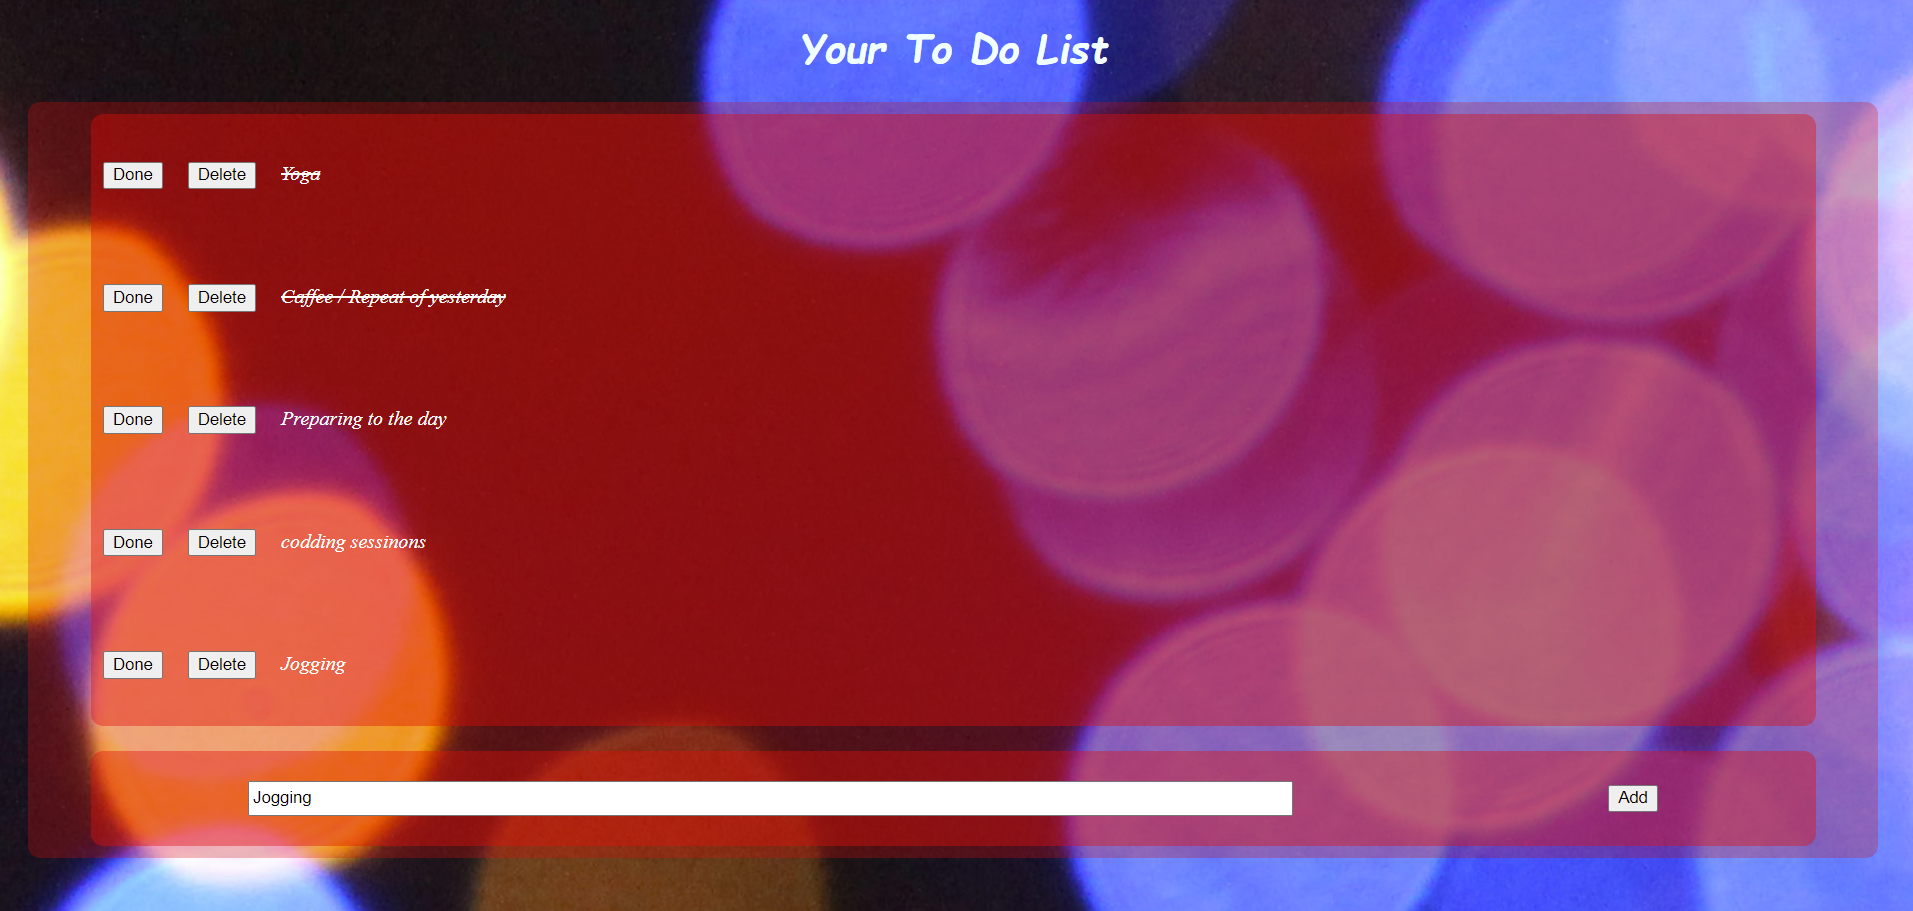 Your To Do List
Done Delete Yoga
Done Delete Caffee / Repeat of yesterday
Done Delete Preparing to the day
Done Delete codding sessinons
Done Delete Jogging
Jogging Add